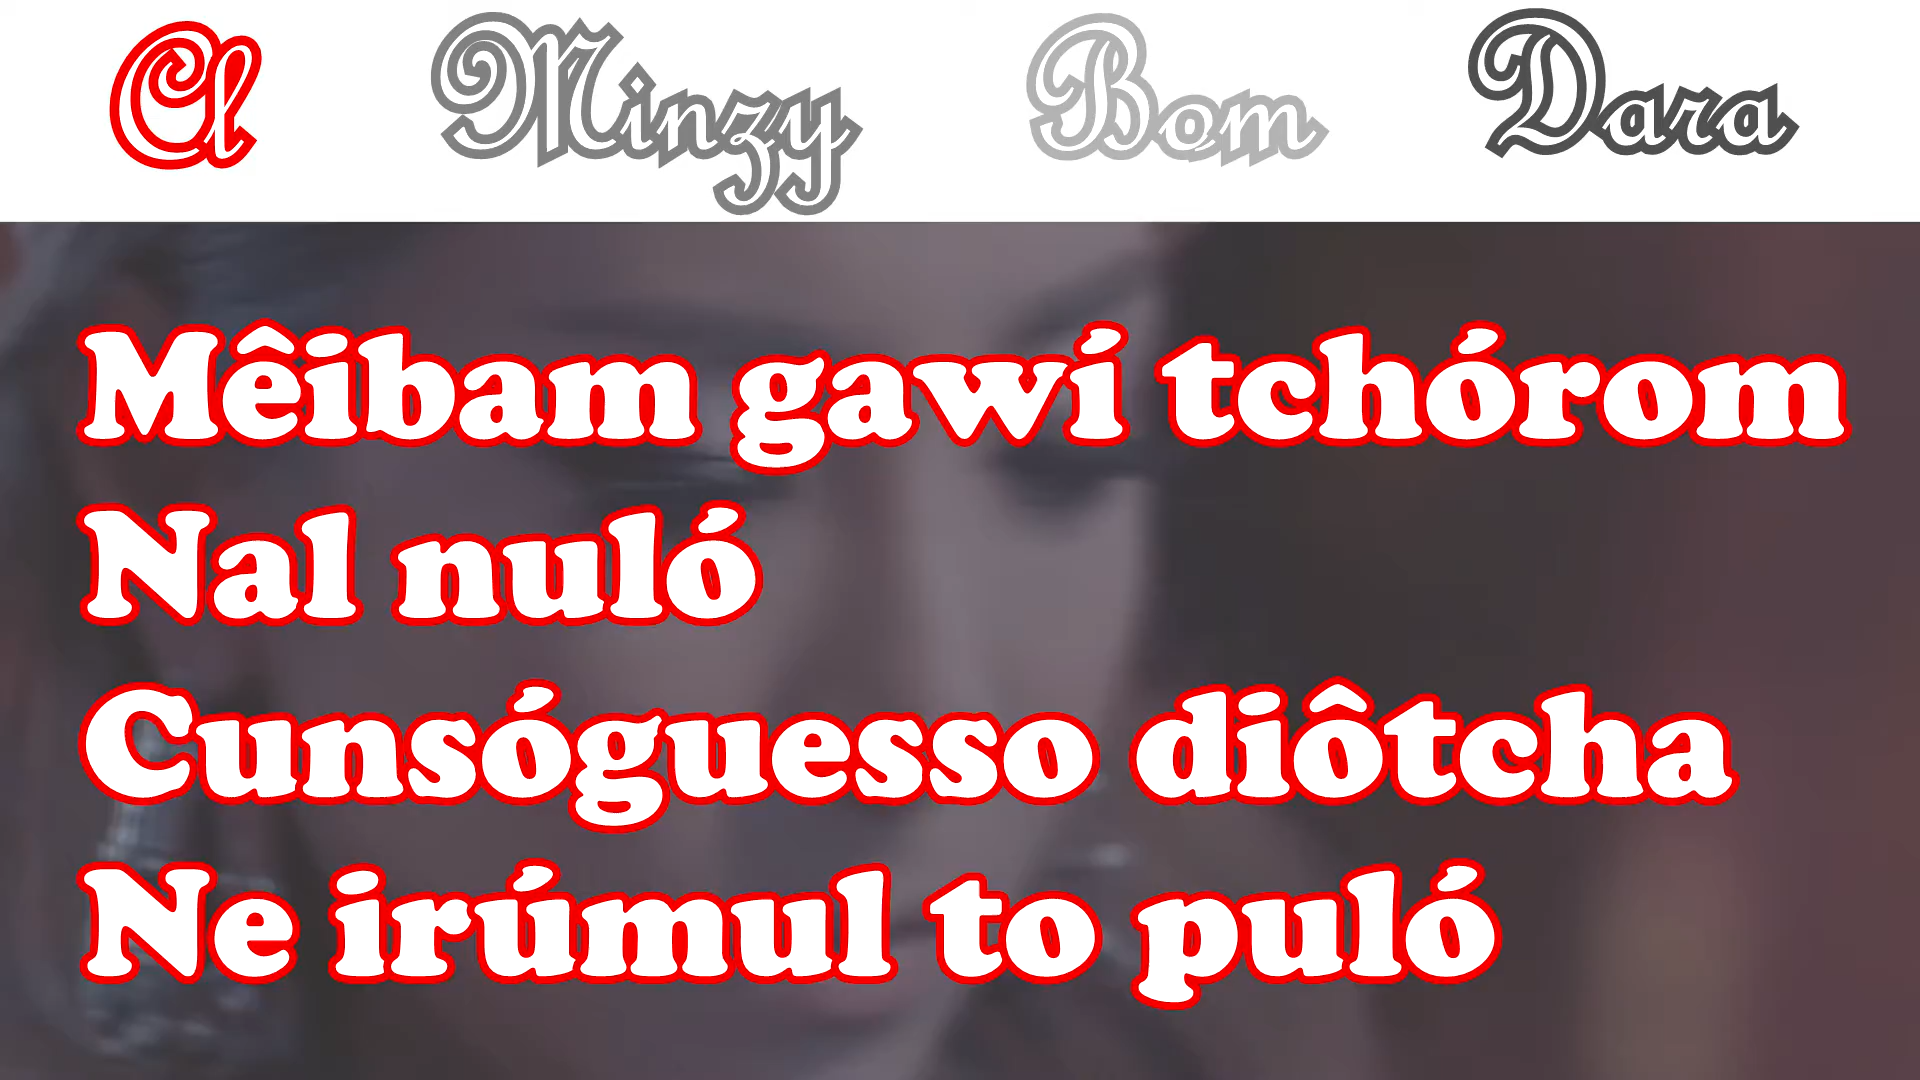 Cl Minzy Bom Dara
Mêibam gawí tchórom
Nal nuló
Cunsóguesso diôtcha
Ne irúmul to puló